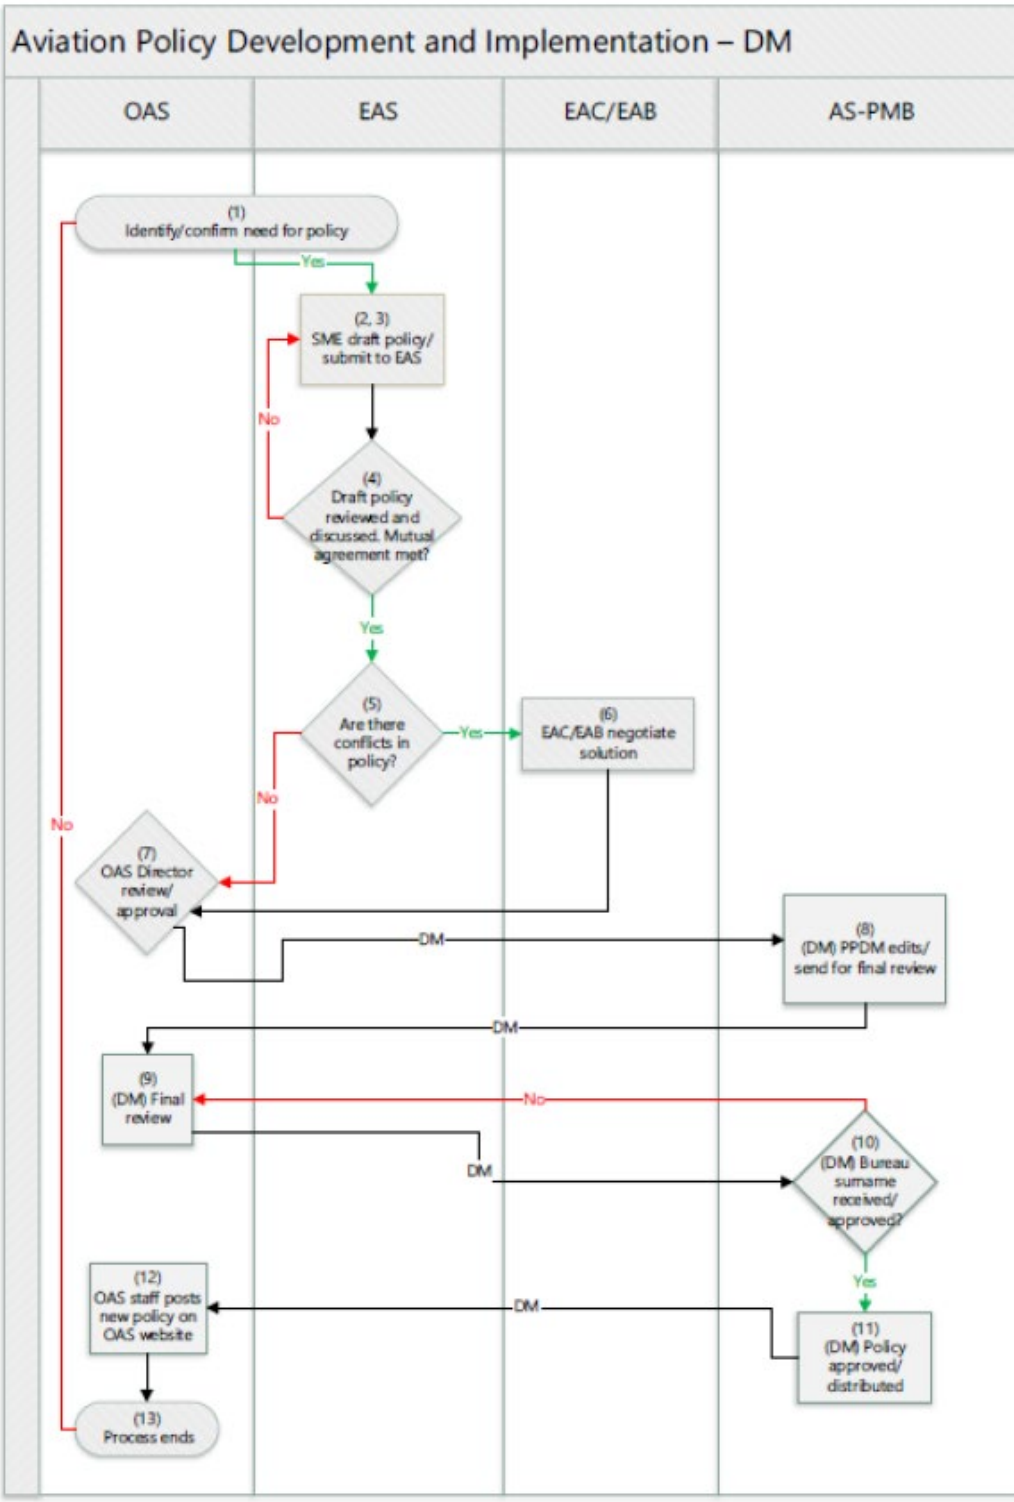 Aviation Policy Development and Implementation – DM
OAS
EAS
EAC/EAB
AS-PMB
(1)
Identify/confirm need for policy
Yes
(2, 3)
SME draft policy/
submit to EAS
No
(4)
Draft policy
reviewed and
discussed. Mutual
agreement met?
Yes
(5)
Are there
conflicts in
policy?
Yes
(6)
EAC/EAB negotiate
solution
No
No
(7)
OAS Director
review/
approval
DM
(8)
(DM) PPDM edits/
send for final review
DM
(9)
(DM) Final
review
No
DM
(10)
(DM) Bureau
surname
received/
approved?
Yes
(11)
(DM) Policy
approved/
distributed
DM
(12)
OAS staff posts
new policy on
OAS website
(13)
Process ends